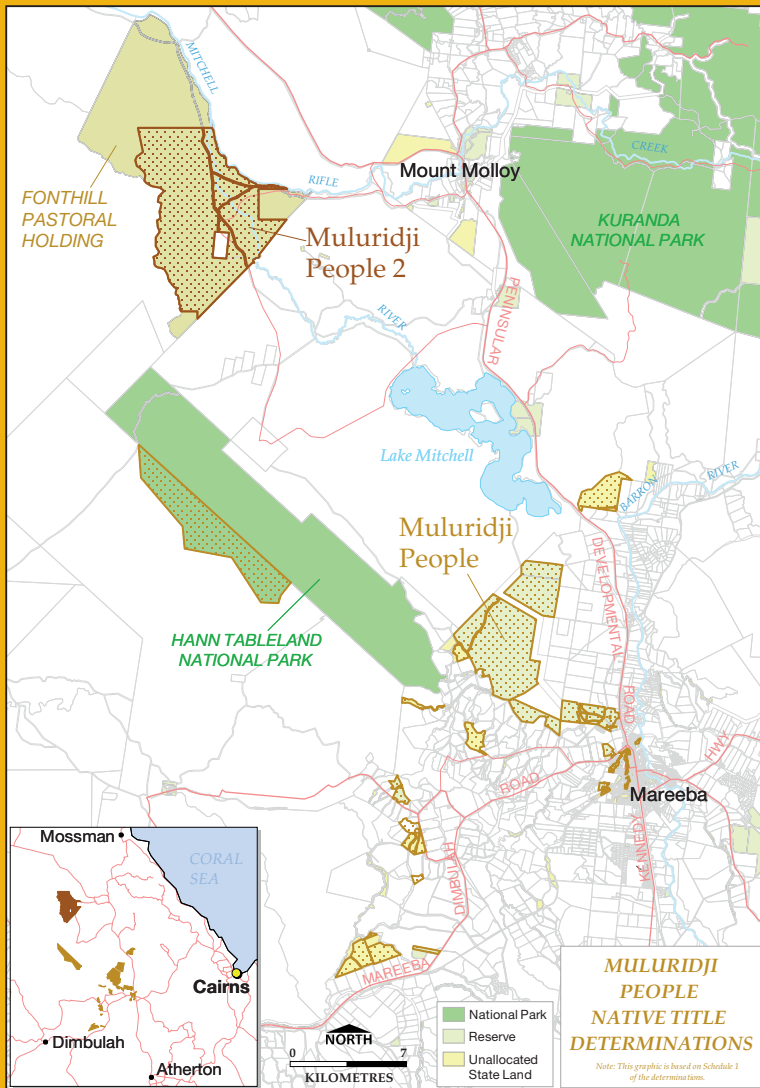 MITCHELL
FONTHILL
PASTORAL
HOLDING
RIFLE
Mount Molloy
CREEK
KURANDA
NATIONAL PARK
Muluridji
People 2
RIVER
PENINSULAR
Lake Mitchell
BARRON
RIVER
Muluridji
People
DEVELOPMENTAL
ROAD
HANN TABLELAND
NATIONAL PARK
ROAD
HWY
Mareeba
KENNEDY
DIMBULAH
MAREEBA
Mossman
CORAL
SEA
Cairns
Dimbulah
Atherton
NORTH
0 7
KILOMETRES
National Park
Reserve
Unallocated
State Land
MULURIDJI
PEOPLE
NATIVE TITLE
DETERMINATIONS
Note: This graphic is based on Schedule 1
of the determinations.